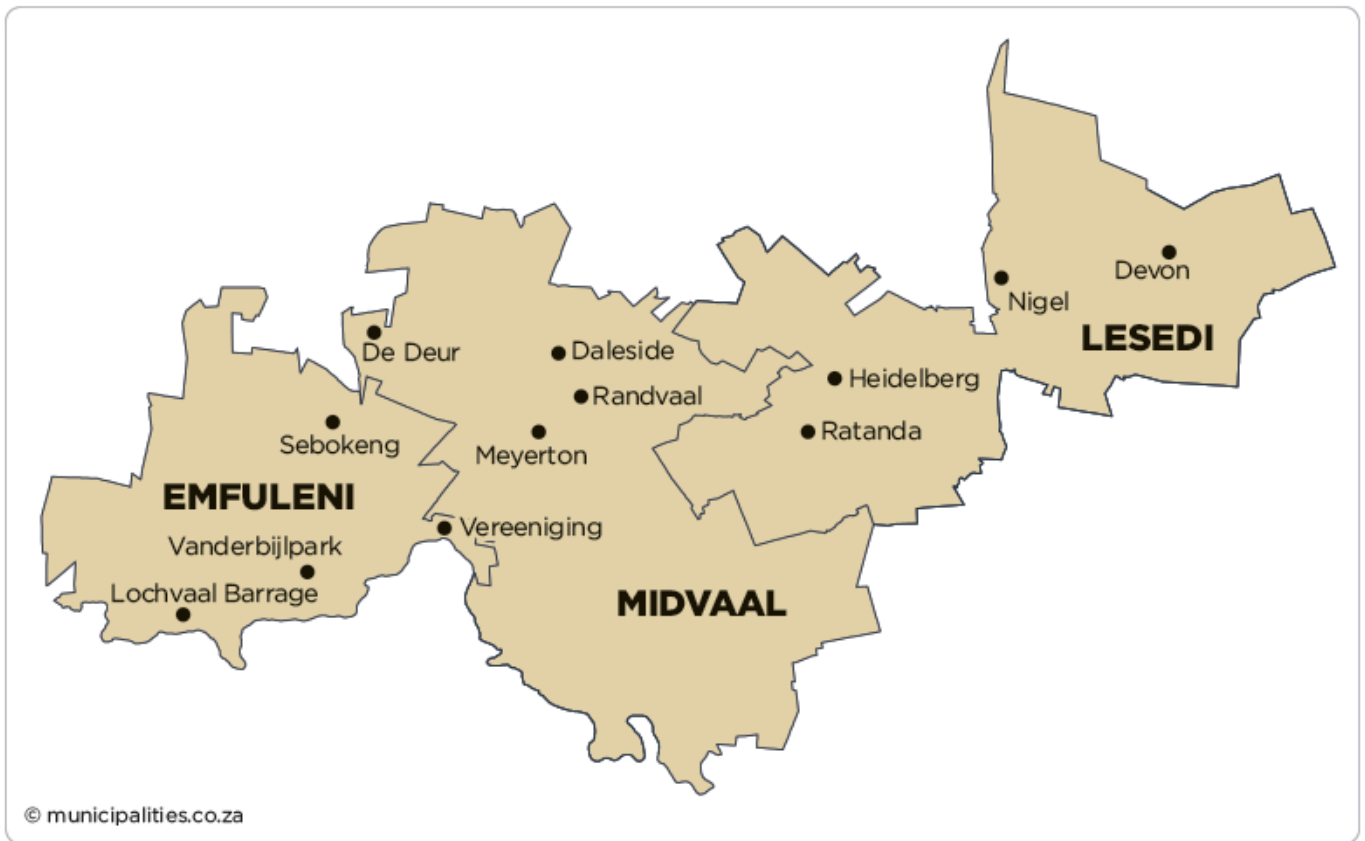 Devon
Nigel
LESEDI
De Deur
Daleside
Heidelberg
Randvaal
Ratanda
Sebokeng
Meyerton
EMFULENI
Vereeniging
Vanderbijlpark
Lochvaal Barrage
MIDVAAL
© municipalities.co.za